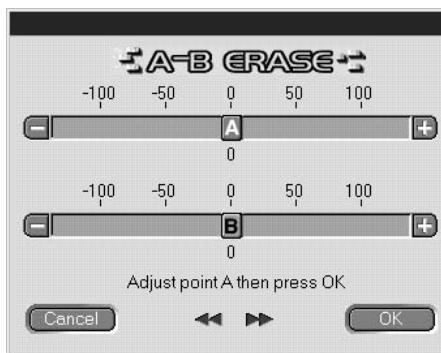 A-B ERASE
-100 -50 0 50 100
- A +
0
-100 -50 0 50 100
- B +
0
Adjust point A then press OK
Cancel OK